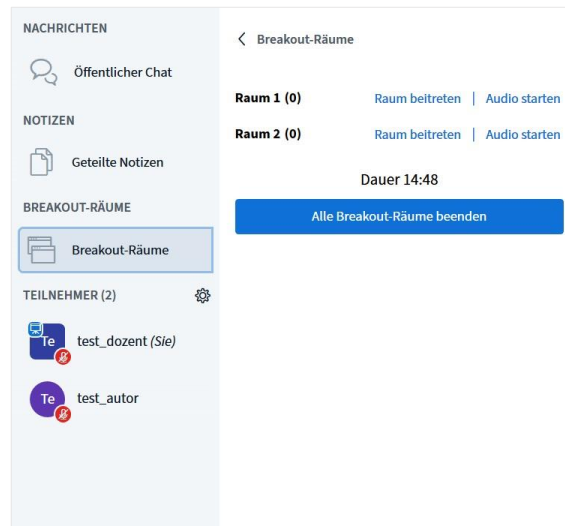 NACHRICHTEN
Öffentlicher Chat
NOTIZEN
Geteilte Notizen
BREAKOUT-RÄUME
Breakout-Räume
TEILNEHMER (2)
Te test_dozent (Sie)
Te test_autor
Breakout-Räume
Raum 1 (0) Raum beitreten | Audio starten
Raum 2 (0) Raum beitreten | Audio starten
Dauer 14:48
Alle Breakout-Räume beenden